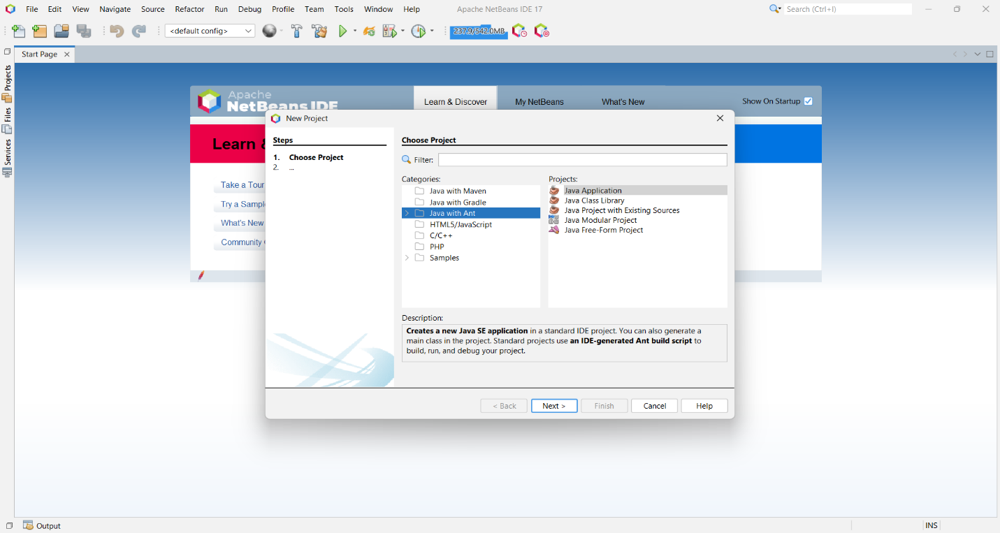 File Edit View Navigate Source Refactor Run Debug Profile Team Tools Window Help Apache NetBeans IDE 17 Search (Ctrl+I)
<default config> 237.9/542.0MB
Start Page
Projects
Files
Services
Apache
NetBeans IDE
Learn & Discover My NetBeans What's New Show On Startup
Learn &
Take a Tour
Try a Sampl
What's New
Community
New Project
Steps
1. Choose Project
2. ...
Choose Project
Filter:
Categories:
Java with Maven
Java with Gradle
Java with Ant
HTML5/JavaScript
C/C++
PHP
Samples
Projects:
Java Application
Java Class Library
Java Project with Existing Sources
Java Modular Project
Java Free-Form Project
Description:
Creates a new Java SE application in a standard IDE project. You can also generate a
main class in the project. Standard projects use an IDE-generated Ant build script to
build, run, and debug your project.
< Back Next > Finish Cancel Help
Output INS